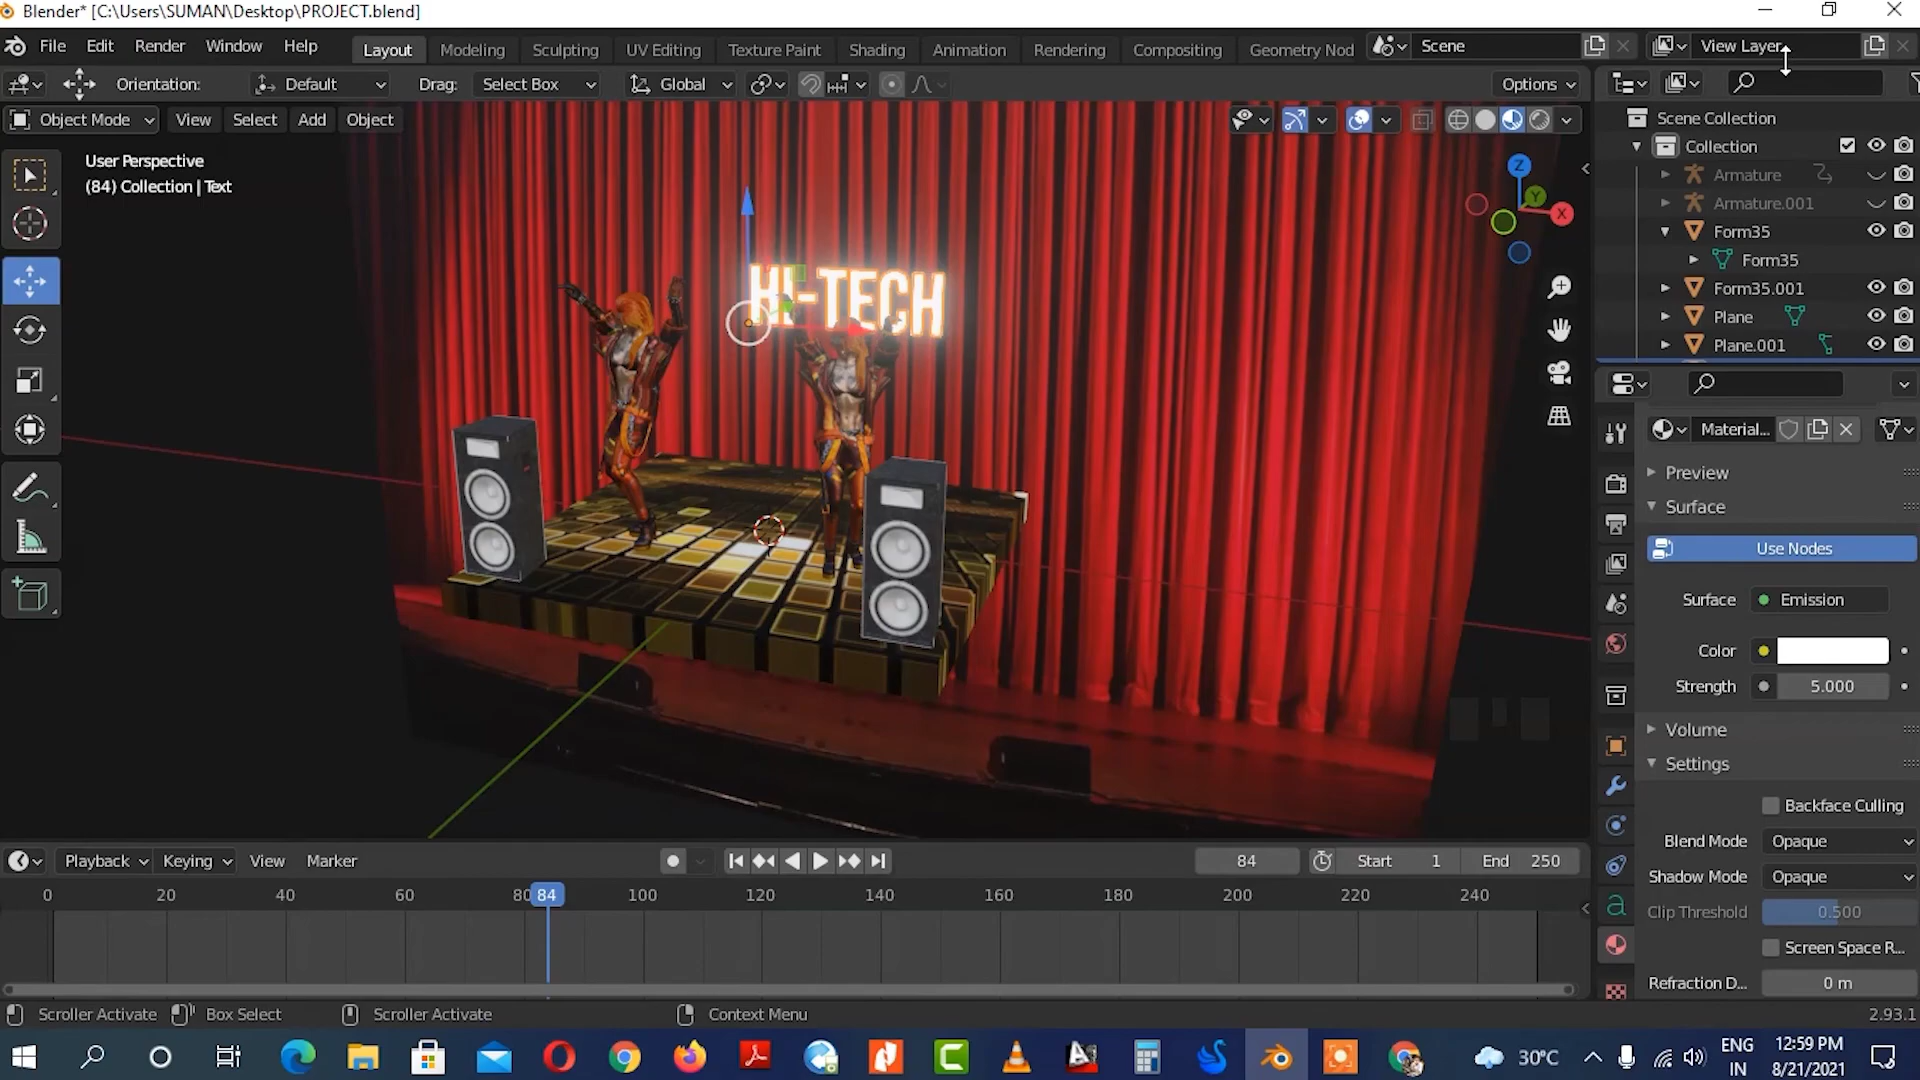 Blender* [C:\Users\SUMAN\Desktop\PROJECT.blend]
File Edit Render Window Help Layout Modeling Sculpting UV Editing Texture Paint Shading Animation Rendering Compositing Geometry Nod Scene View Layer
Orientation: Default Drag: Select Box Global Options
Object Mode View Select Add Object
Scene Collection
Collection
User Perspective
(84) Collection | Text
Armature
Armature.001
Form35
Form35
Form35.001
Plane
Plane.001
Z
Y
X
HI-TECH
Material...
Preview
Surface
Use Nodes
Surface Emission
Color
Strength 5.000
Volume
Settings
Backface Culling
Blend Mode Opaque
Shadow Mode Opaque
Clip Threshold 0.500
Screen Space R...
Refraction D... 0 m
Playback Keying View Marker 84 Start 1 End 250
0 20 40 60 80 84 100 120 140 160 180 200 220 240
Scroller Activate Box Select Scroller Activate Context Menu 2.93.1
30°C ENG IN 12:59 PM 8/21/2021